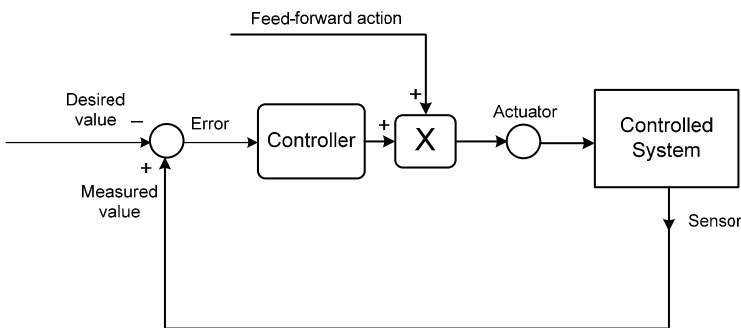 Feed-forward action
+
Desired
value –
Error
+
Measured
value
Controller
+
X
Actuator
Controlled
System
Sensor